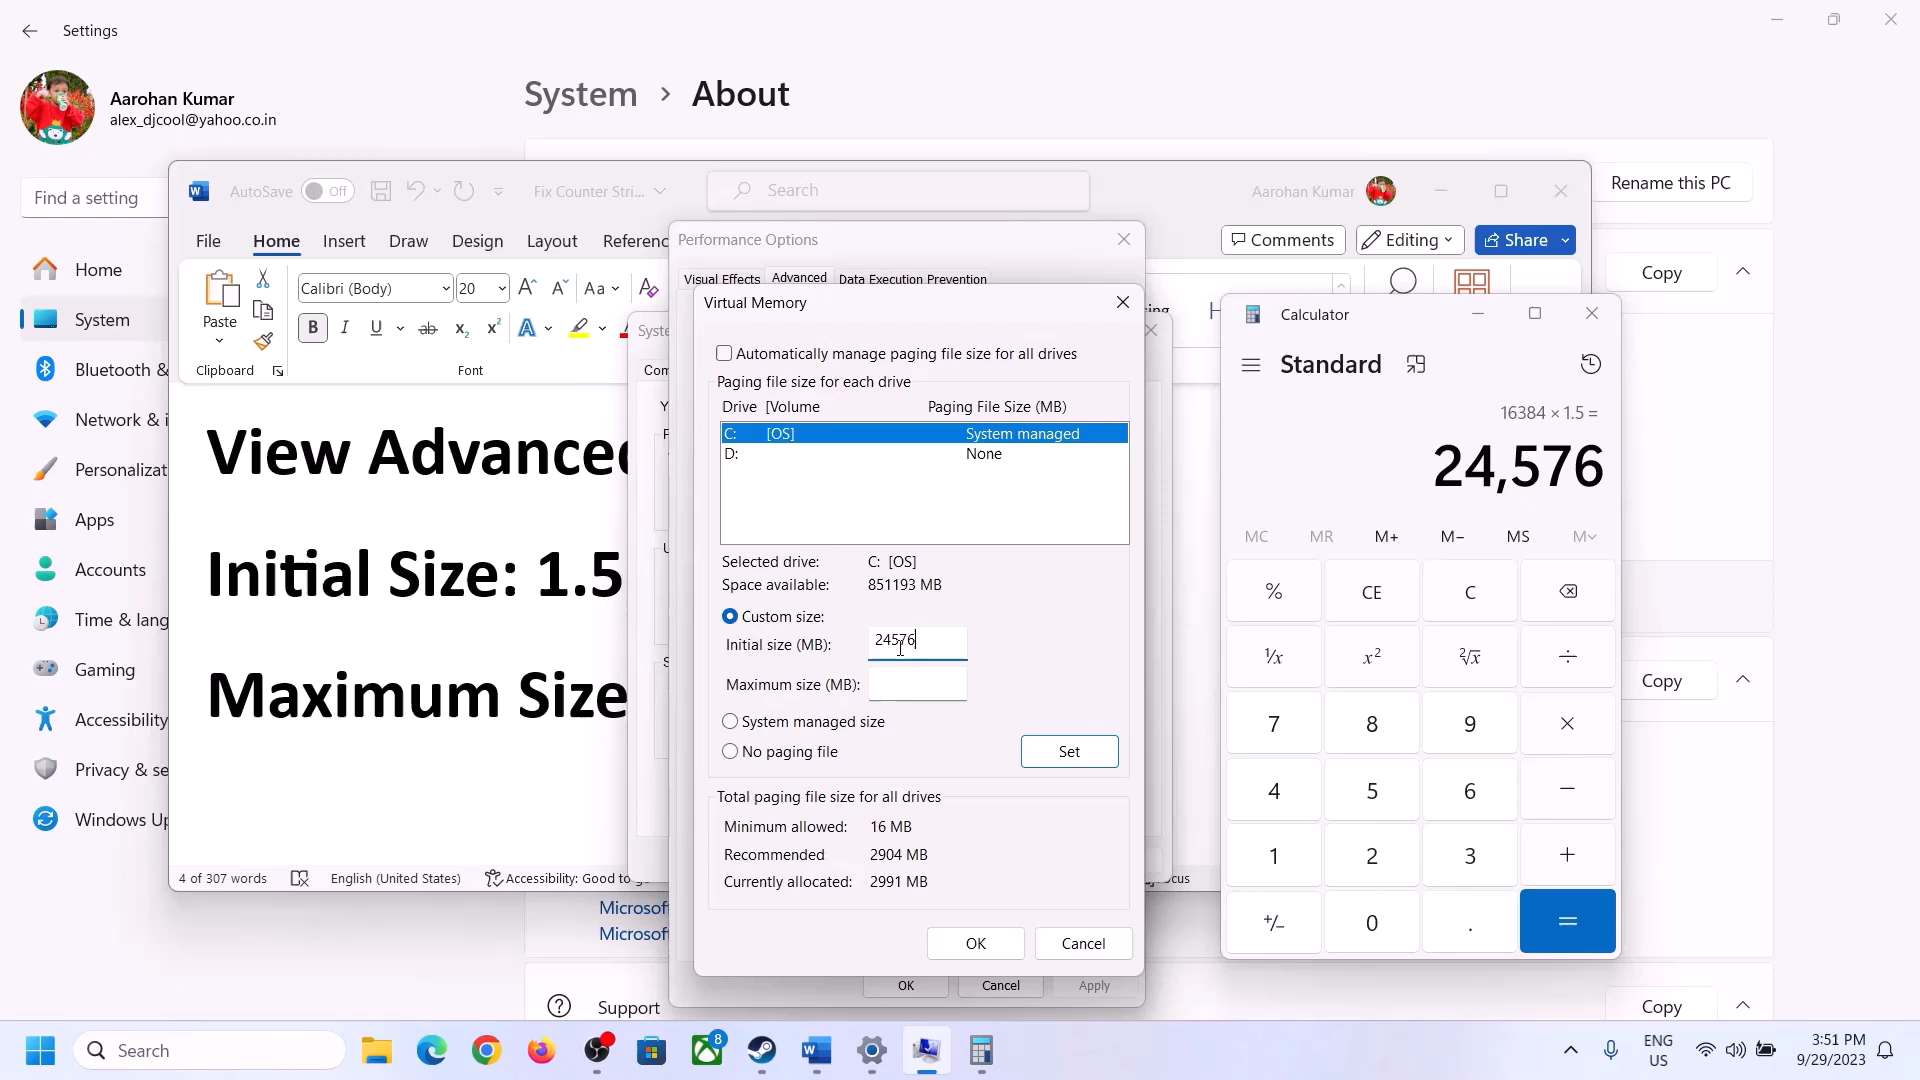 Settings
Aarohan Kumar
alex_djcool@yahoo.co.in
Find a setting
Home
System
Bluetooth &
Network & i
Personalizat
Apps
Accounts
Time & lang
Gaming
Accessibility
Privacy & se
Windows Up
System > About
Rename this PC
Copy
Copy
Copy
Support
Microsof
Microsof
AutoSave Off
Fix Counter Stri...
Search
Aarohan Kumar
File Home Insert Draw Design Layout Referenc
Comments Editing Share
Paste
Calibri (Body) 20
Clipboard Font
View Advanced
Initial Size: 1.5
Maximum Size
4 of 307 words English (United States) Accessibility: Good to
Performance Options
Visual Effects Advanced Data Execution Prevention
OK Cancel Apply
Virtual Memory
Automatically manage paging file size for all drives
Paging file size for each drive
Drive [Volume Paging File Size (MB)
C: [OS] System managed
D: None
Selected drive: C: [OS]
Space available: 851193 MB
Custom size:
Initial size (MB): 24576
Maximum size (MB):
System managed size
No paging file Set
Total paging file size for all drives
Minimum allowed: 16 MB
Recommended 2904 MB
Currently allocated: 2991 MB
OK Cancel
Calculator
Standard
16384 × 1.5 =
24,576
MC MR M+ M− MS M
% CE C
¹/x x² ²√x ÷
7 8 9 ×
4 5 6 −
1 2 3 +
+/− 0 . =
Search
8
ENG
US
3:51 PM
9/29/2023